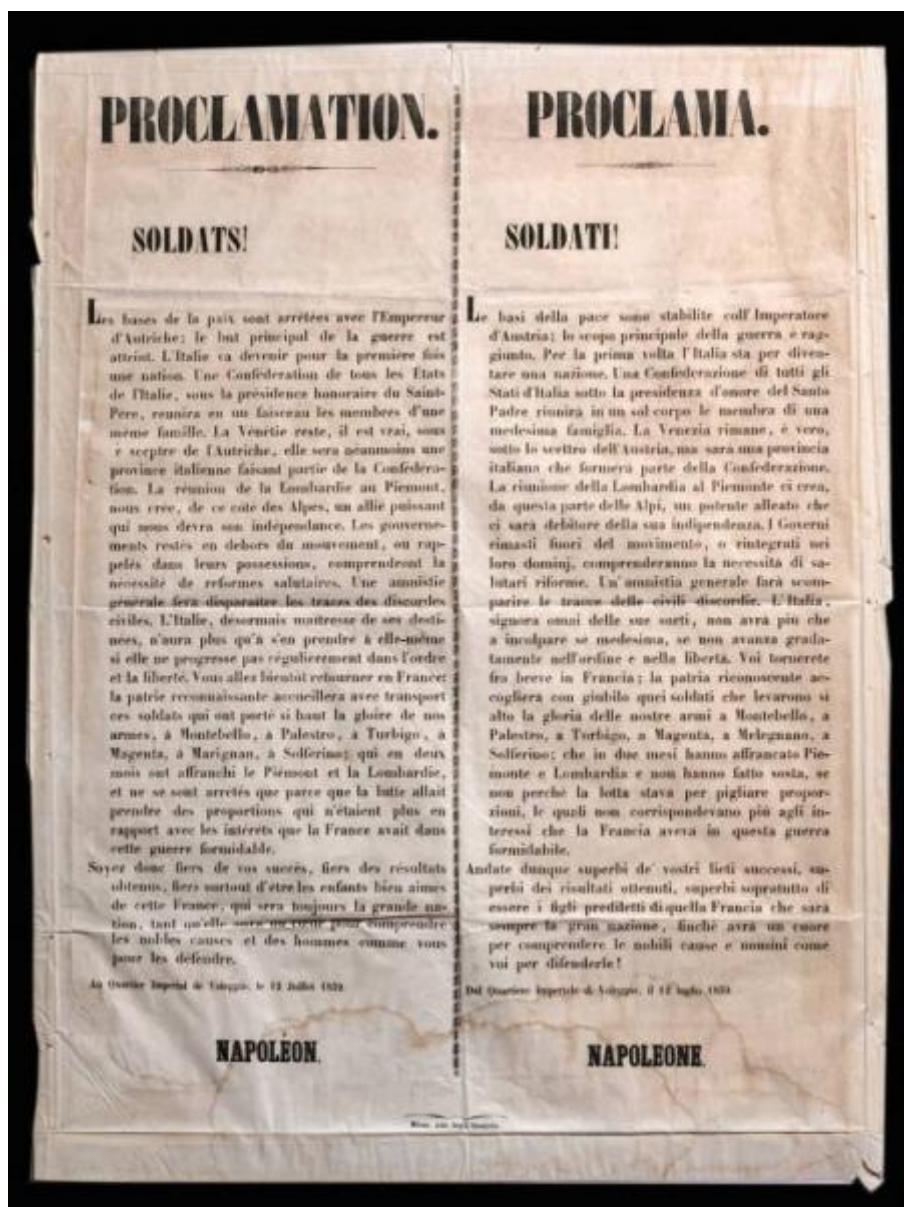 PROCLAMATION.
SOLDATS!
Les bases de la paix sont arrêtées avec l'Empereur
d'Autriche; le but principal de la guerre est
atteint. L'Italie va devenir pour la première fois
une nation. Une Confédération de tous les États
de l'Italie, sous la présidence honoraire du Saint-
Père, réunira en un faisceau les membres d'une
même famille. La Vénétie reste, il est vrai, sous
e sceptre de l'Autriche, elle sera néanmoins une
province italienne faisant partie de la Confédéra-
tion. La réunion de la Lombardie au Piémont,
nous crée, de ce côté des Alpes, un allié puissant
qui nous devra son indépendance. Les gouverne-
ments restés en dehors du mouvement, ou rap-
pelés dans leurs possessions, comprendront la
nécessité de reformes salutaires. Une amnistie
générale fera disparaître les traces des discordes
civiles. L'Italie, desormais maitresse de ses desti-
nées, n'aura plus qu'à s'en prendre à elle-même
si elle ne progresse pas régulierement dans l'ordre
et la liberté. Vous allez bientôt retourner en France;
la patrie reconnaissante accueillera avec transport
ces soldats qui ont porté si haut la gloire de nos
armes, à Montebello, a Palestro, a Turbigo, a
Magenta, à Marignan, à Solferino; qui en deux
mois ont affranchi le Piémont et la Lombardie,
et ne se sont arretés que parce que la lutte allait
prendre des proportions qui n'étaient plus en
rapport avec les intérêts que la France avait dans
cette guerre formidable.
Soyez donc fiers de vos succès, fiers des résultats
obtenus, fiers surtout d'être les enfants bien aimés
de cette France, qui sera toujours la grande na-
tion, tant qu'elle aura un cœur pour comprendre
les nobles causes et des hommes comme vous
pour les défendre.
Au Quartier Imperial de Valeggio, le 12 Juillet 1859.
NAPOLÉON.
PROCLAMA.
SOLDATI!
Le basi della pace sono stabilite coll'Imperatore
d'Austria; lo scopo principale della guerra è rag-
giunto. Per la prima volta l'Italia sta per diven-
tare una nazione. Una Confederazione di tutti gli
Stati d'Italia sotto la presidenza d'onore del Santo
Padre riunirà in un sol corpo le membra di una
medesima famiglia. La Venezia rimane, è vero,
sotto lo scettro dell'Austria, ma sarà una provincia
italiana che formerà parte della Confederazione.
La riunione della Lombardia al Piemonte ci crea,
da questa parte delle Alpi, un potente alleato che
ci sarà debitore della sua indipendenza. I Governi
rimasti fuori del movimento, o rintegrati nei
loro dominj, comprenderanno la necessità di sa-
lutari riforme. Un'amnistia generale farà scom-
parire le tracce delle civili discordie. L'Italia,
signora omai delle sue sorti, non avrà più che
a inculpare se medesima, se non avanza grada-
tamente nell'ordine e nella libertà. Voi tornerete
fra breve in Francia; la patria riconoscente ac-
coglierà con giubilo quei soldati che levarono sì
alto la gloria delle nostre armi a Montebello, a
Palestro, a Turbigo, a Magenta, a Melegnano, a
Solferino; che in due mesi hanno affrancato Pie-
monte e Lombardia e non hanno fatto sosta, se
non perchè la lotta stava per pigliare propor-
zioni, le quali non corrispondevano più agli in-
teressi che la Francia aveva in questa guerra
formidabile.
Andate dunque superbi de' vostri lieti successi, su-
perbi dei risultati ottenuti, superbi sopratutto di
essere i figli prediletti di quella Francia che sarà
sempre la gran nazione, finchè avrà un cuore
per comprendere le nobili cause e uomini come
voi per difenderle!
Dal Quartiere Imperiale di Valeggio, il 12 luglio 1859.
NAPOLEONE.